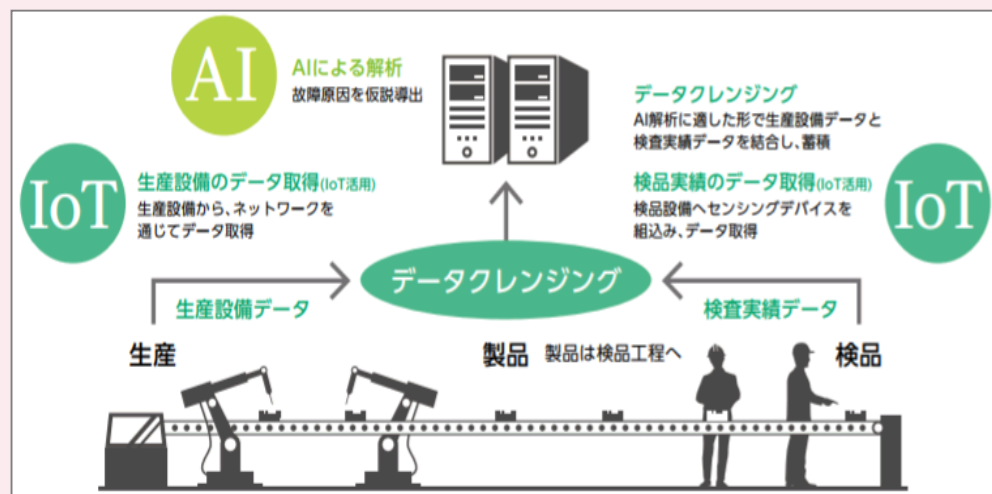 AI
AIによる解析
故障原因を仮説導出
データクレンジング
AI解析に適した形で生産設備データと
検査実績データを結合し、蓄積
IoT
生産設備のデータ取得(IoT活用)
生産設備から、ネットワークを
通じてデータ取得
検品実績のデータ取得(IoT活用)
検品設備へセンシングデバイスを
組込み、データ取得
IoT
データクレンジング
生産設備データ
検査実績データ
生産
製品 製品は検品工程へ
検品